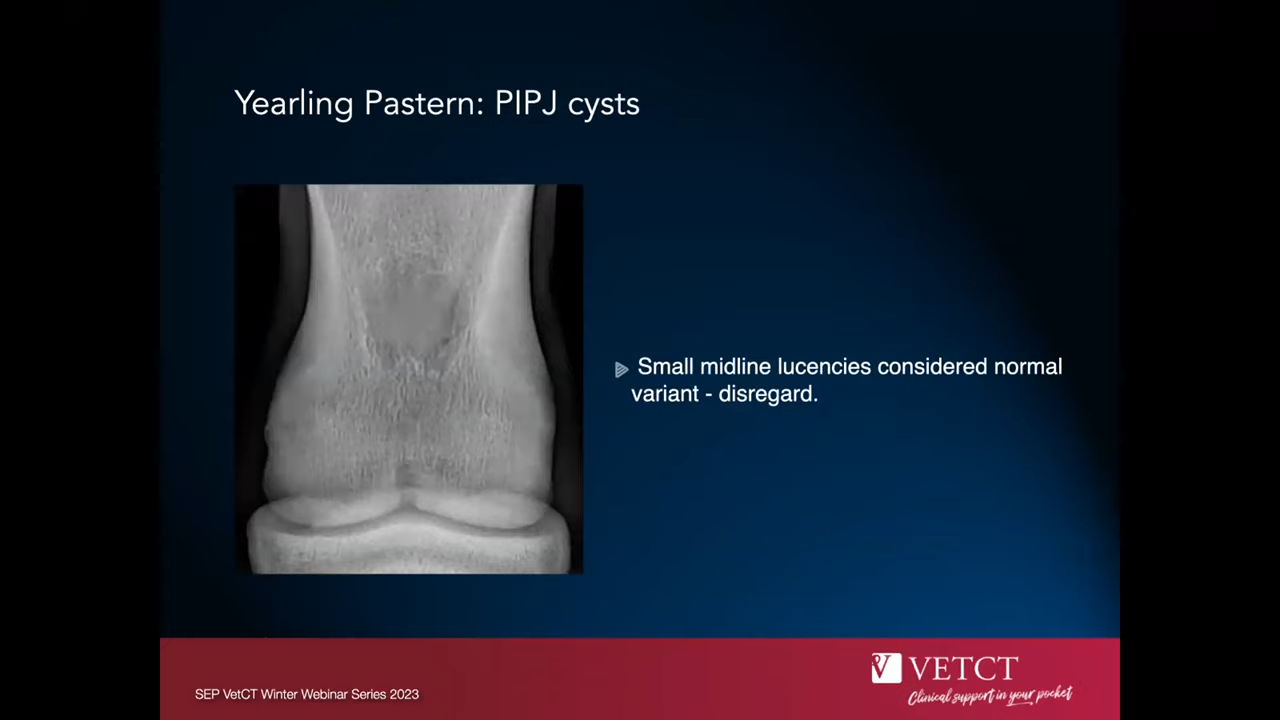 Yearling Pastern: PIPJ cysts
Small midline lucencies considered normal
variant - disregard.
SEP VetCT Winter Webinar Series 2023
VETCT
Clinical support in your pocket